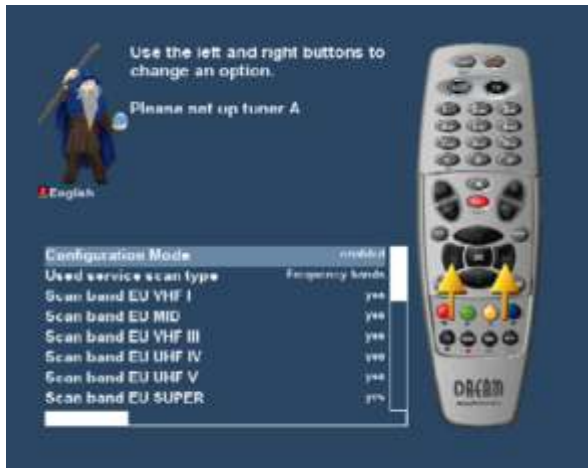 Use the left and right buttons to
change an option.
Please set up tuner A
English
Configuration Mode enabled
Used service scan type Frequency bands
Scan band EU VHF I yes
Scan band EU MID yes
Scan band EU VHF III yes
Scan band EU UHF IV yes
Scan band EU UHF V yes
Scan band EU SUPER yes
DREAM